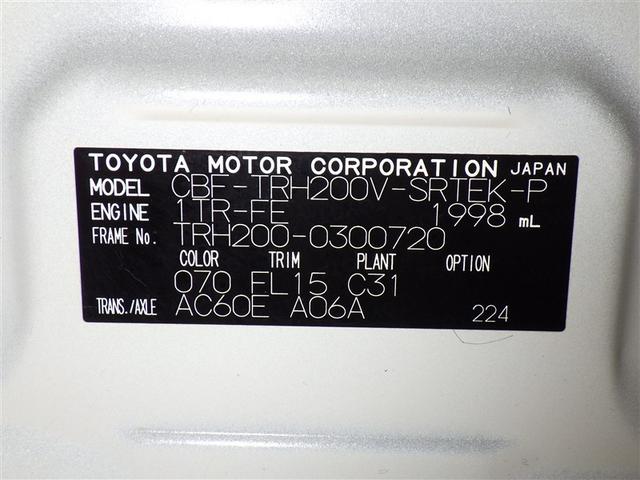 TOYOTA MOTOR CORPORATION JAPAN
MODEL CBF-TRH200V-SRTEK-P
ENGINE 1TR-FE 1998 mL
FRAME No. TRH200-0300720
COLOR TRIM PLANT OPTION
070 FL15 C31
TRANS./AXLE AC60E A06A 224